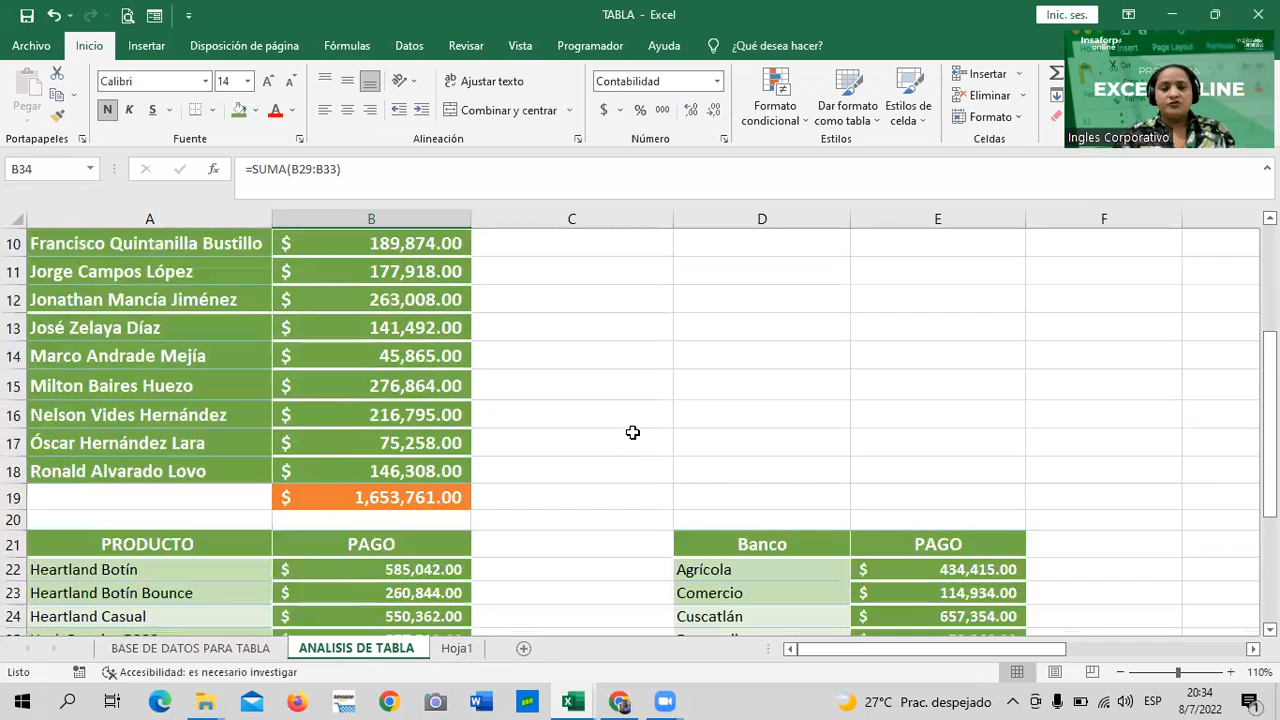 TABLA - Excel
Inic. ses.
Archivo Inicio Insertar Disposición de página Fórmulas Datos Revisar Vista Programador Ayuda ¿Qué desea hacer?
Pegar
Calibri 14
N K S
Ajustar texto
Combinar y centrar
Contabilidad
$ % 000
Formato condicional
Dar formato como tabla
Estilos de celda
Insertar
Eliminar
Formato
Portapapeles Fuente Alineación Número Estilos Celdas
Insaforp online
EXCEL ONLINE
Ingles Corporativo
B34 fx =SUMA(B29:B33)
A B C D E F
10 Francisco Quintanilla Bustillo $ 189,874.00
11 Jorge Campos López $ 177,918.00
12 Jonathan Mancía Jiménez $ 263,008.00
13 José Zelaya Díaz $ 141,492.00
14 Marco Andrade Mejía $ 45,865.00
15 Milton Baires Huezo $ 276,864.00
16 Nelson Vides Hernández $ 216,795.00
17 Óscar Hernández Lara $ 75,258.00
18 Ronald Alvarado Lovo $ 146,308.00
19 $ 1,653,761.00
20
21 PRODUCTO PAGO Banco PAGO
22 Heartland Botín $ 585,042.00 Agrícola $ 434,415.00
23 Heartland Botín Bounce $ 260,844.00 Comercio $ 114,934.00
24 Heartland Casual $ 550,362.00 Cuscatlán $ 657,354.00
BASE DE DATOS PARA TABLA ANALISIS DE TABLA Hoja1
Listo Accesibilidad: es necesario investigar 110%
27°C Prac. despejado ESP 20:34
8/7/2022